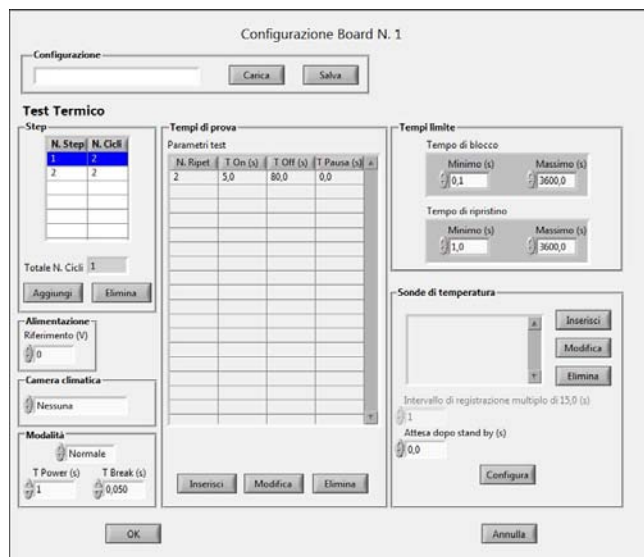 Configurazione Board N. 1
Configurazione
Carica
Salva
Test Termico
Step
N. Step N. Cicli
1 2
2 2
Totale N. Cicli 1
Aggiungi
Elimina
Alimentazione
Riferimento (V)
0
Camera climatica
Nessuna
Modalità
Normale
T Power (s) T Break (s)
1 0,050
Tempi di prova
Parametri test
N. Ripet T On (s) T Off (s) T Pausa (s)
2 5,0 80,0 0,0
Inserisci
Modifica
Elimina
Tempi limite
Tempo di blocco
Minimo (s) Massimo (s)
0,1 3600,0
Tempo di ripristino
Minimo (s) Massimo (s)
1,0 3600,0
Sonde di temperatura
Inserisci
Modifica
Elimina
Intervallo di registrazione multiplo di 15,0 (s)
1
Attesa dopo stand by (s)
0,0
Configura
OK
Annulla